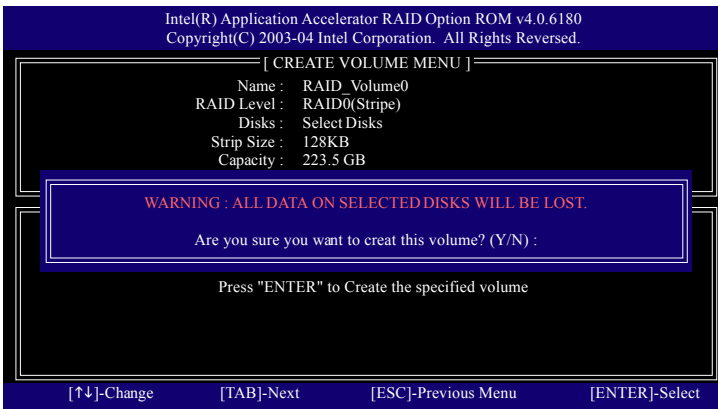 Intel(R) Application Accelerator RAID Option ROM v4.0.6180
Copyright(C) 2003-04 Intel Corporation.  All Rights Reversed.
[ CREATE VOLUME MENU ]
Name :  RAID_Volume0
RAID Level :  RAID0(Stripe)
Disks :  Select Disks
Strip Size :  128KB
Capacity :  223.5 GB
WARNING : ALL DATA ON SELECTED DISKS WILL BE LOST.
Are you sure you want to creat this volume? (Y/N) :
Press "ENTER" to Create the specified volume
[↑↓]-Change  [TAB]-Next  [ESC]-Previous Menu  [ENTER]-Select